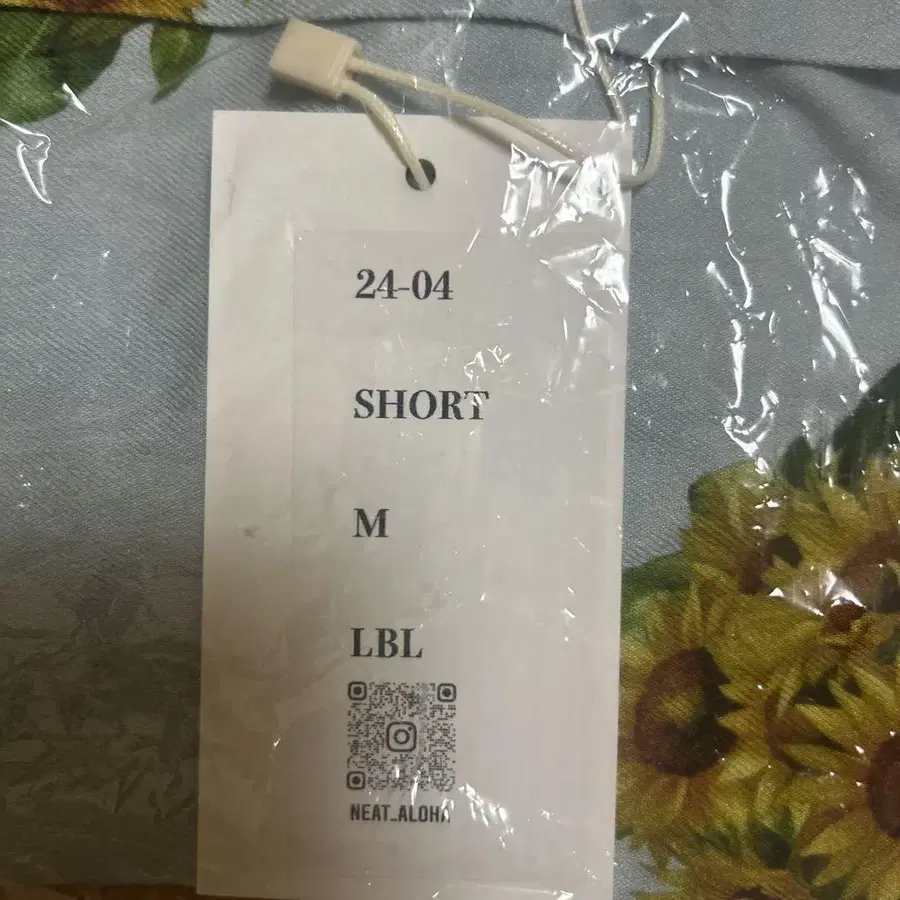 24-04
SHORT
M
LBL
NEAT_ALOHA